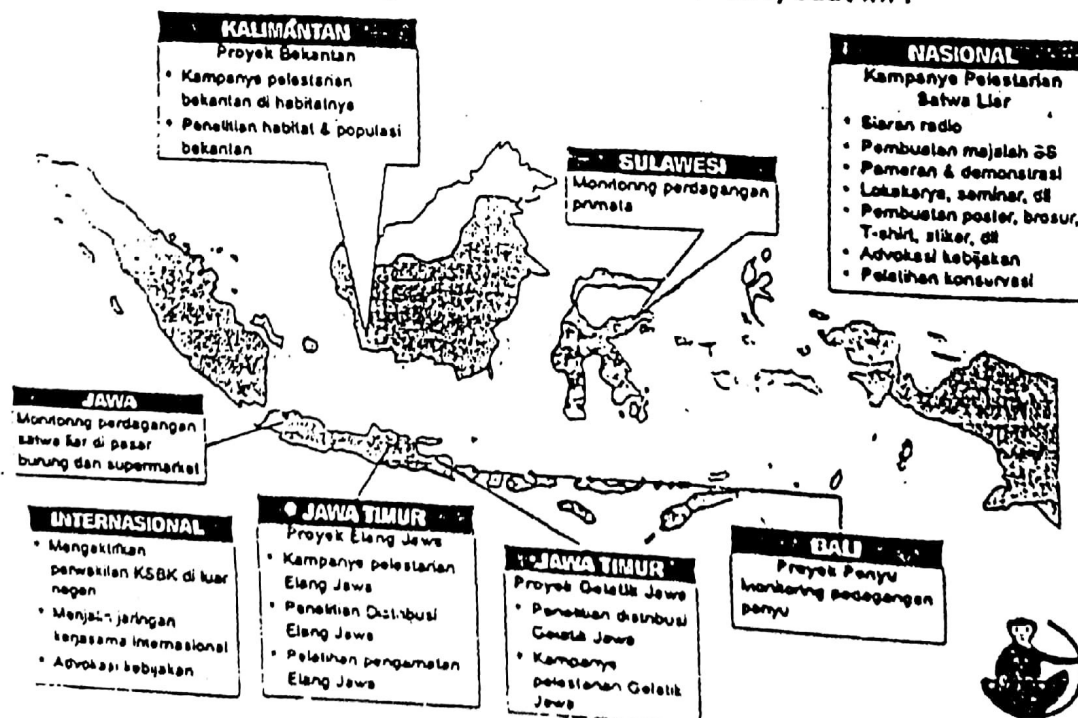 KALIMANTAN
Proyek Bekantan
• Kampanye pelestarian
bekantan di habitatnya
• Penelitian habitat & populasi
bekantan
NASIONAL
Kampanye Pelestarian
Satwa Liar
• Siaran radio
• Pembuatan majalah
• Pameran & demonstrasi
• Lokakarya, seminar, dll
• Pembuatan poster, brosur,
T-shirt, stiker, dll
• Advokasi kebijakan
• Pelatihan konservasi
SULAWESI
Monitoring perdagangan
primata
JAWA
Monitoring perdagangan
satwa liar di pasar
burung dan supermarket
INTERNASIONAL
• Mengaktifkan
perwakilan KSBK di luar
negeri
• Menjalin jaringan
kerjasama internasional
• Advokasi kebijakan
JAWA TIMUR
Proyek Elang Jawa
• Kampanye pelestarian
Elang Jawa
• Penelitian Distribusi
Elang Jawa
• Pelatihan pengamatan
Elang Jawa
JAWA TIMUR
Proyek Gelatik Jawa
• Penelitian distribusi
Gelatik Jawa
• Kampanye
pelestarian Gelatik
Jawa
BALI
Proyek Penyu
Monitoring pedagangan
penyu